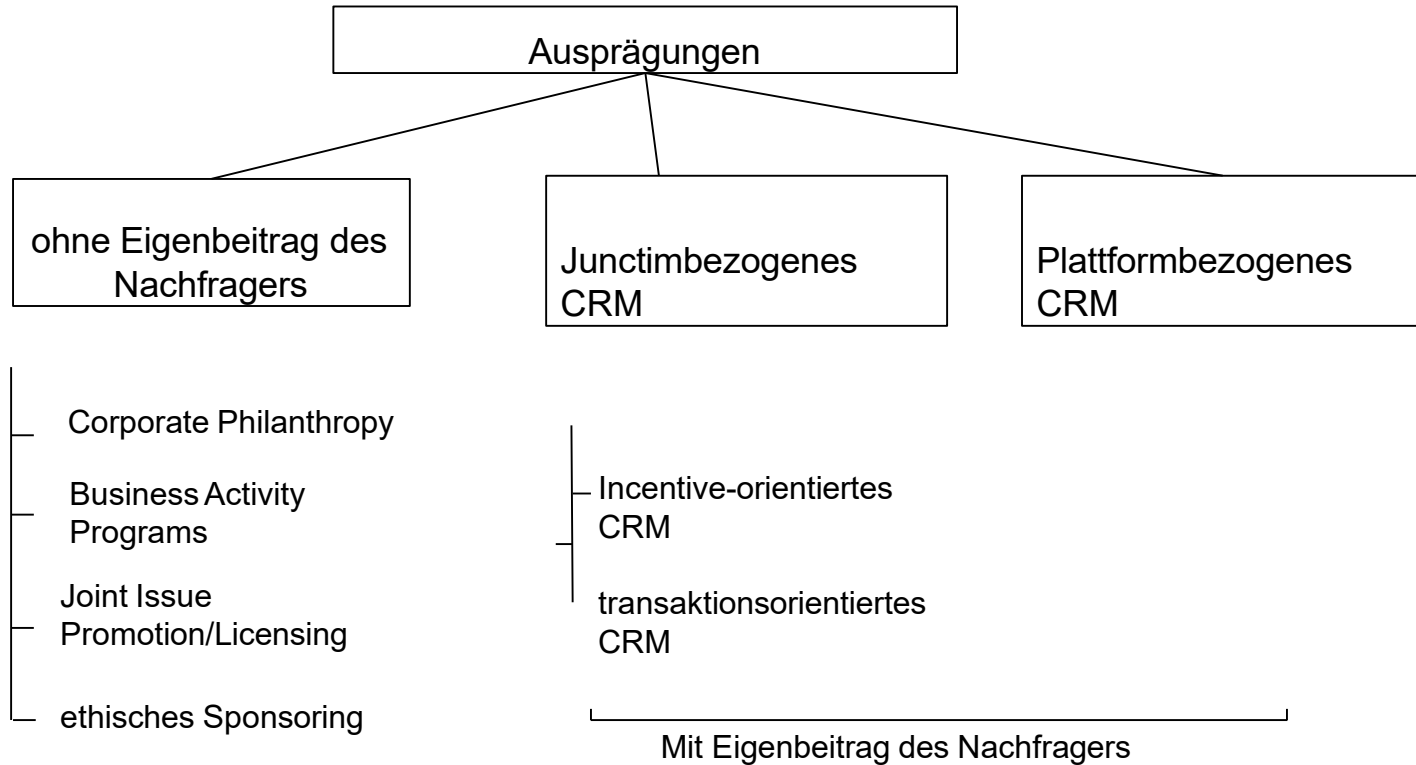 Ausprägungen
ohne Eigenbeitrag des
Nachfragers
Junctimbezogenes
CRM
Plattformbezogenes
CRM
Corporate Philanthropy
Business Activity
Programs
Joint Issue
Promotion/Licensing
ethisches Sponsoring
Incentive-orientiertes
CRM
transaktionsorientiertes
CRM
Mit Eigenbeitrag des Nachfragers